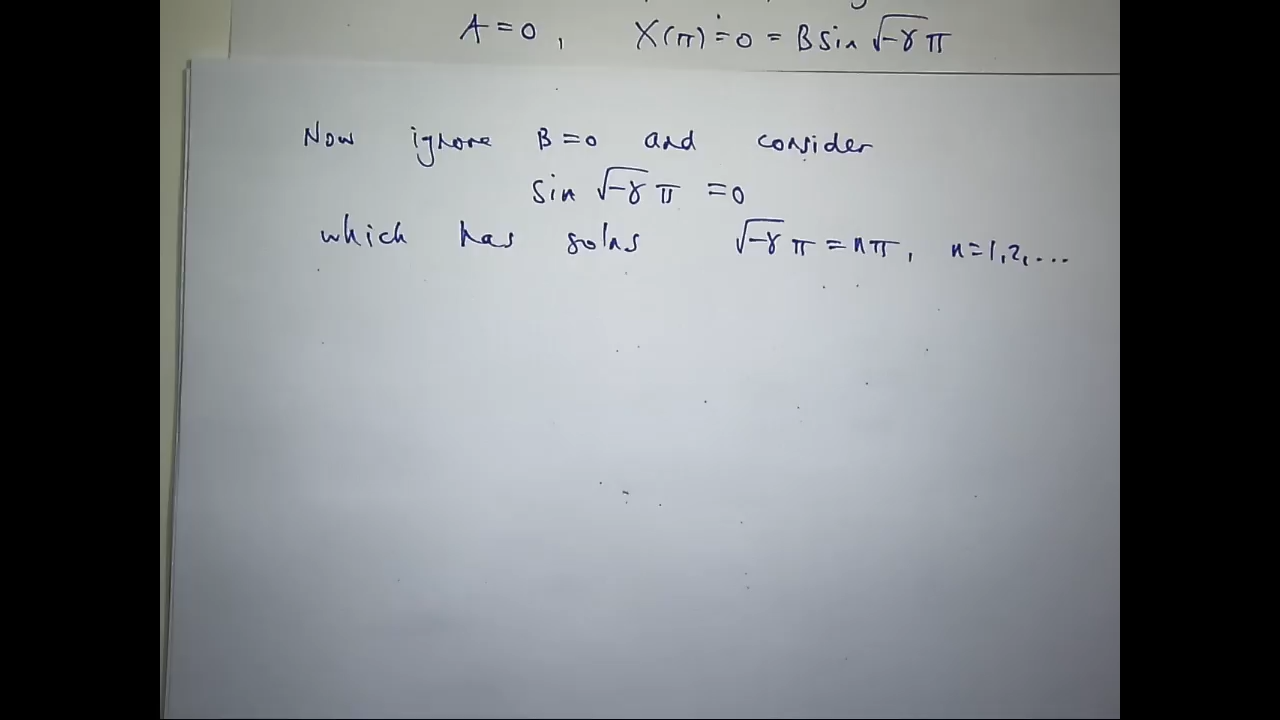 A = 0 , X(π) = 0 = B sin √-γ π
Now ignore B = 0 and consider
sin √-γ π = 0
which has solns √-γ π = nπ , n = 1, 2, ...